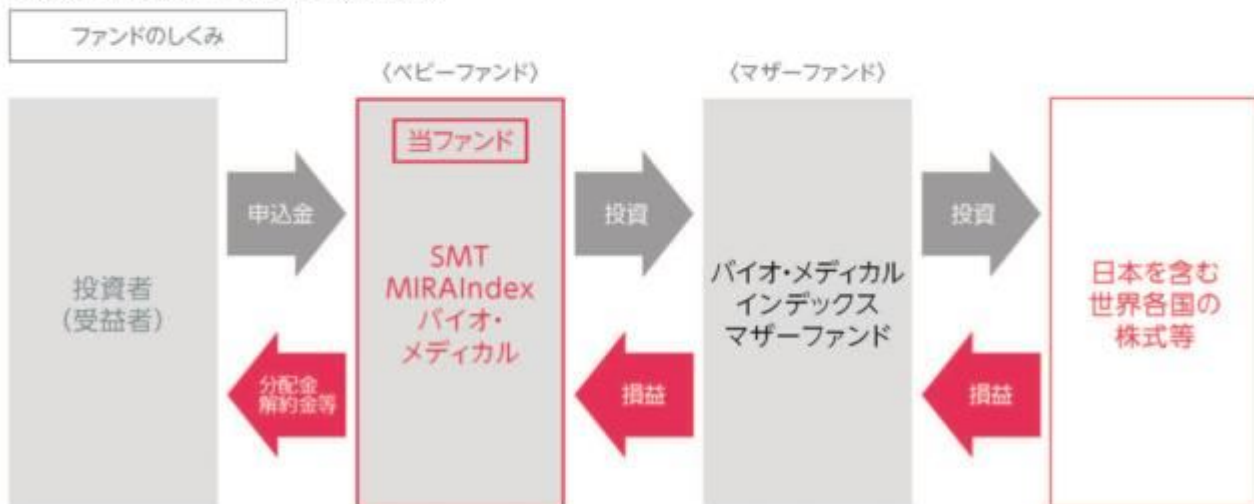 ファンドのしくみ
〈ベビーファンド〉
〈マザーファンド〉
投資者
（受益者）
申込金
分配金
解約金等
当ファンド
SMT
MIRAIndex
バイオ・
メディカル
投資
損益
バイオ・メディカル
インデックス
マザーファンド
投資
損益
日本を含む
世界各国の
株式等